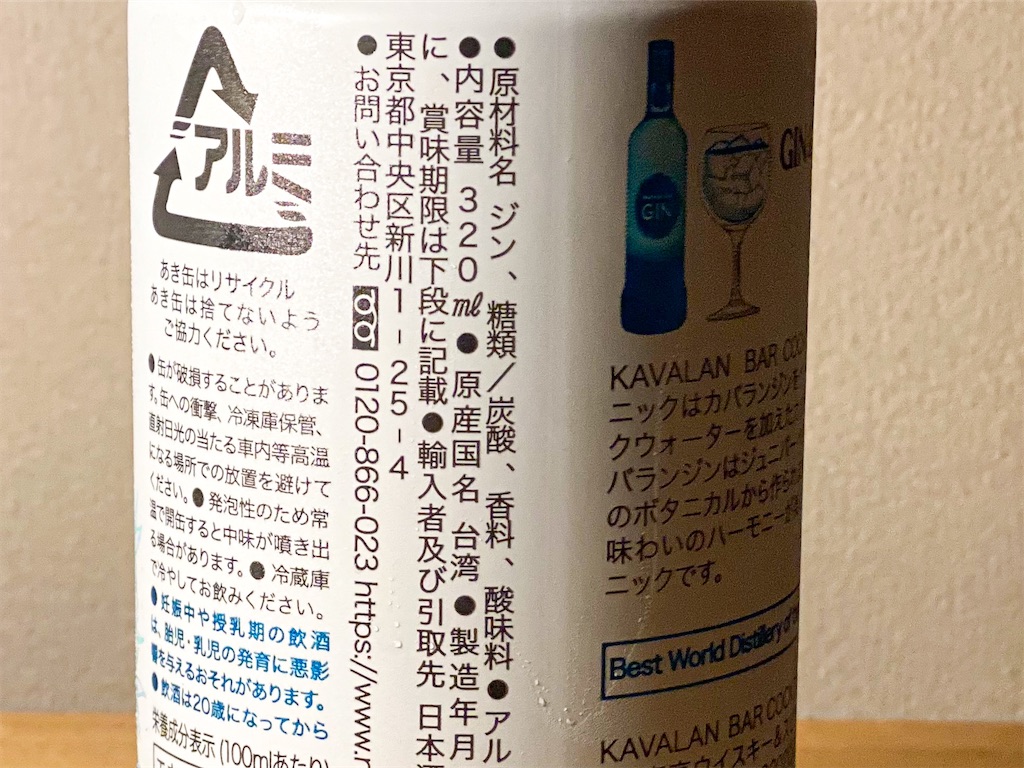 アルミ
あき缶はリサイクル
あき缶は捨てないよう
ご協力ください。
●缶が破損することがありま
す。缶への衝撃、冷凍庫保管、
直射日光の当たる車内等高温
になる場所での放置を避けて
ください。●発泡性のため常
温で開缶すると中味が噴き出
る場合があります。●冷蔵庫
で冷やしてお飲みください。
●妊娠中や授乳期の飲酒
は、胎児・乳児の発育に悪影
響を与えるおそれがあります。
●飲酒は20歳になってから
栄養成分表示(100mlあたり)
●原材料名 ジン、糖類/炭酸、香料、酸味料●アル
●内容量 320ml●原産国名 台湾●製造年月
に、賞味期限は下段に記載●輸入者及び引取先 日本酒
東京都中央区新川1-25-4
●お問い合わせ先 0120-866-023 https://www.
GIN
GIN
KAVALAN BAR
ニックはカバランジンを
クウォーターを加えた
バランジンはジュニパー
のボタニカルから作ら
味わいのハーモニーが
ニックです。
Best World Distillery of
KAVALAN BAR